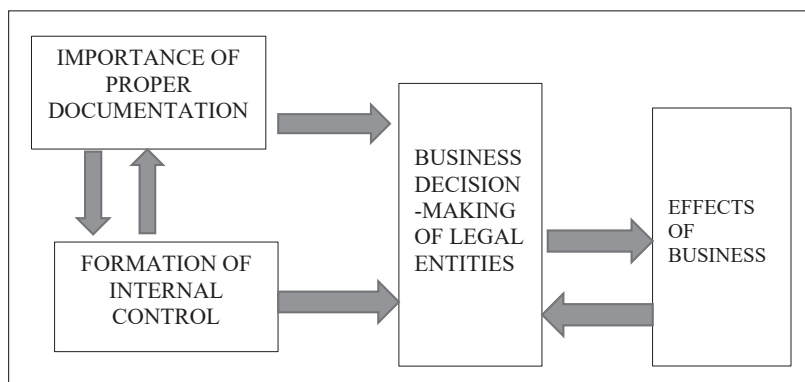 IMPORTANCE OF
PROPER
DOCUMENTATION
FORMATION OF
INTERNAL
CONTROL
BUSINESS
DECISION
-MAKING
OF LEGAL
ENTITIES
EFFECTS
OF
BUSINESS